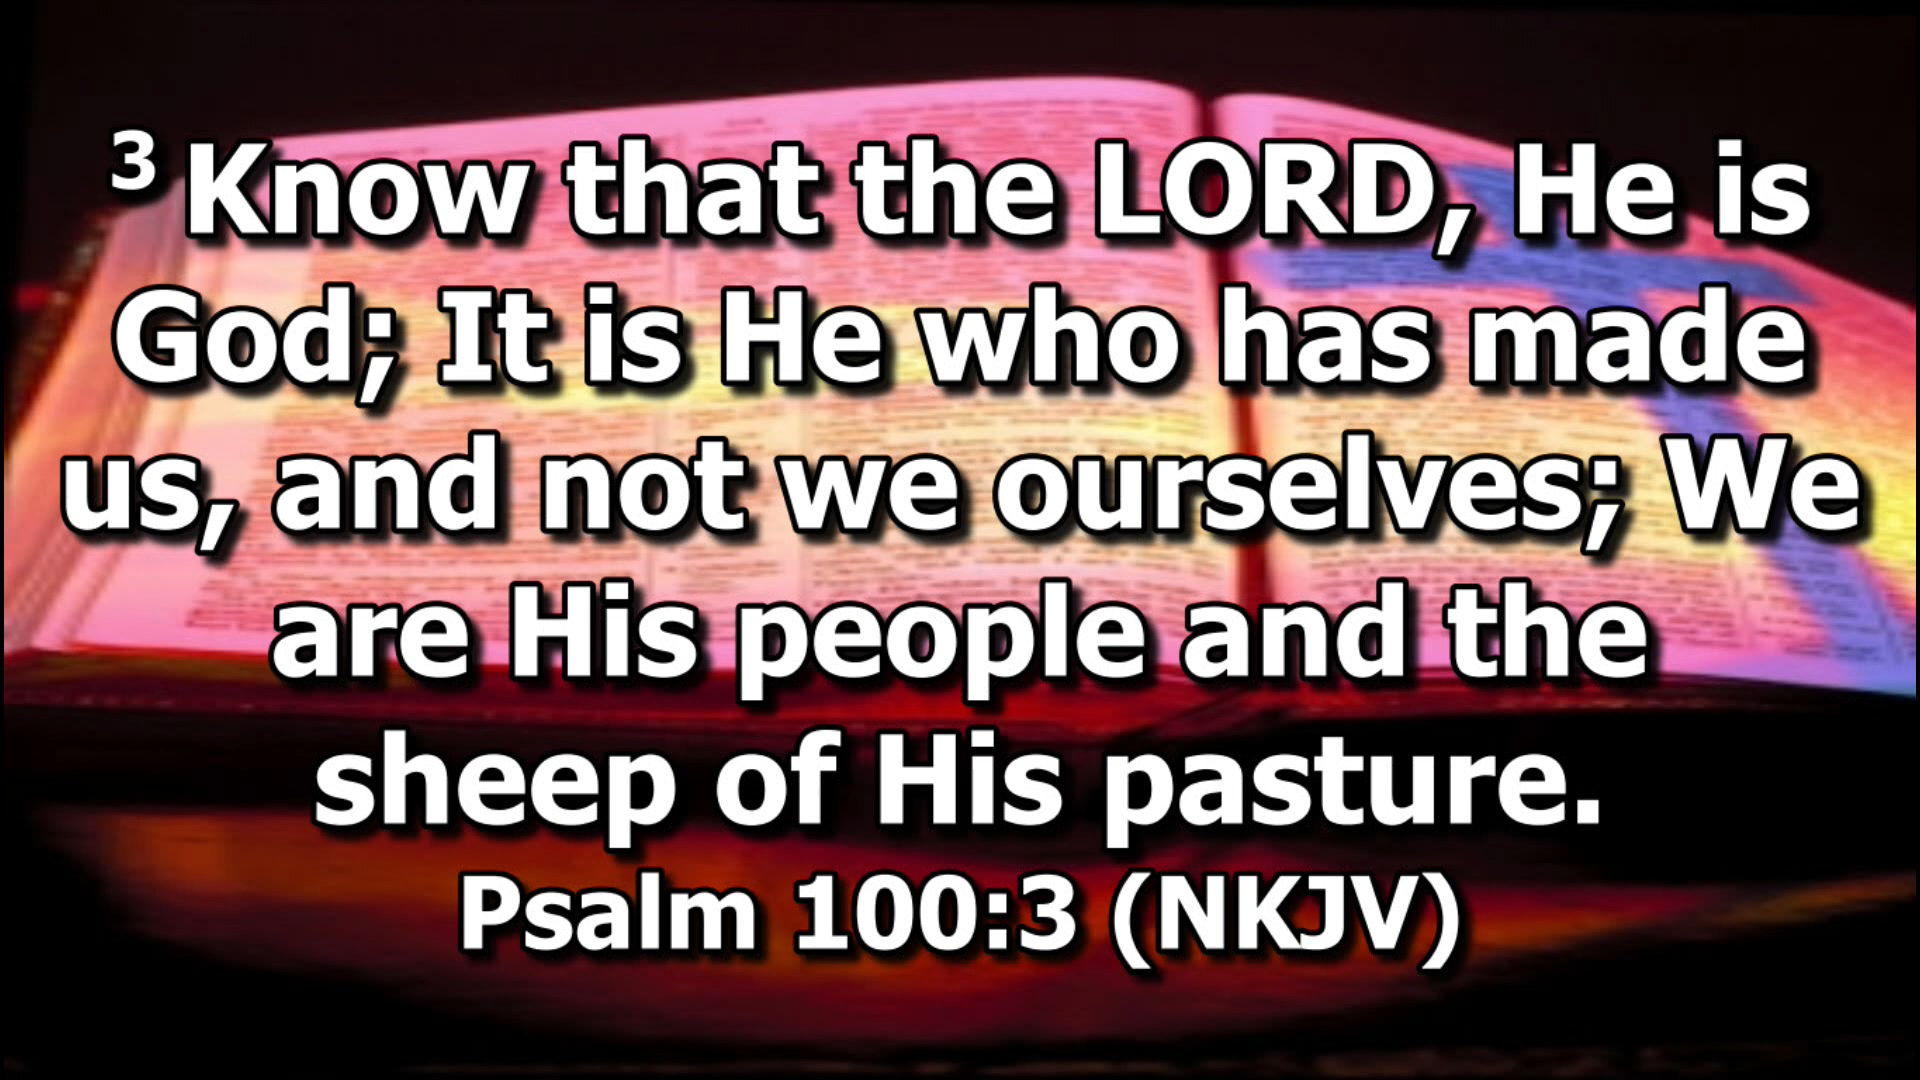 3 Know that the LORD, He is
God; It is He who has made
us, and not we ourselves; We
are His people and the
sheep of His pasture.
Psalm 100:3 (NKJV)